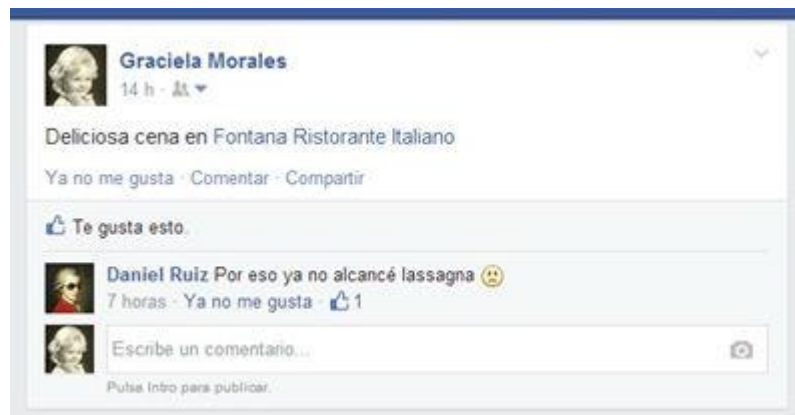 Graciela Morales
14 h ·
Deliciosa cena en Fontana Ristorante Italiano
Ya no me gusta · Comentar · Compartir
Te gusta esto.
Daniel Ruiz Por eso ya no alcancé lassagna
7 horas · Ya no me gusta · 1
Escribe un comentario...
Pulsa Intro para publicar.